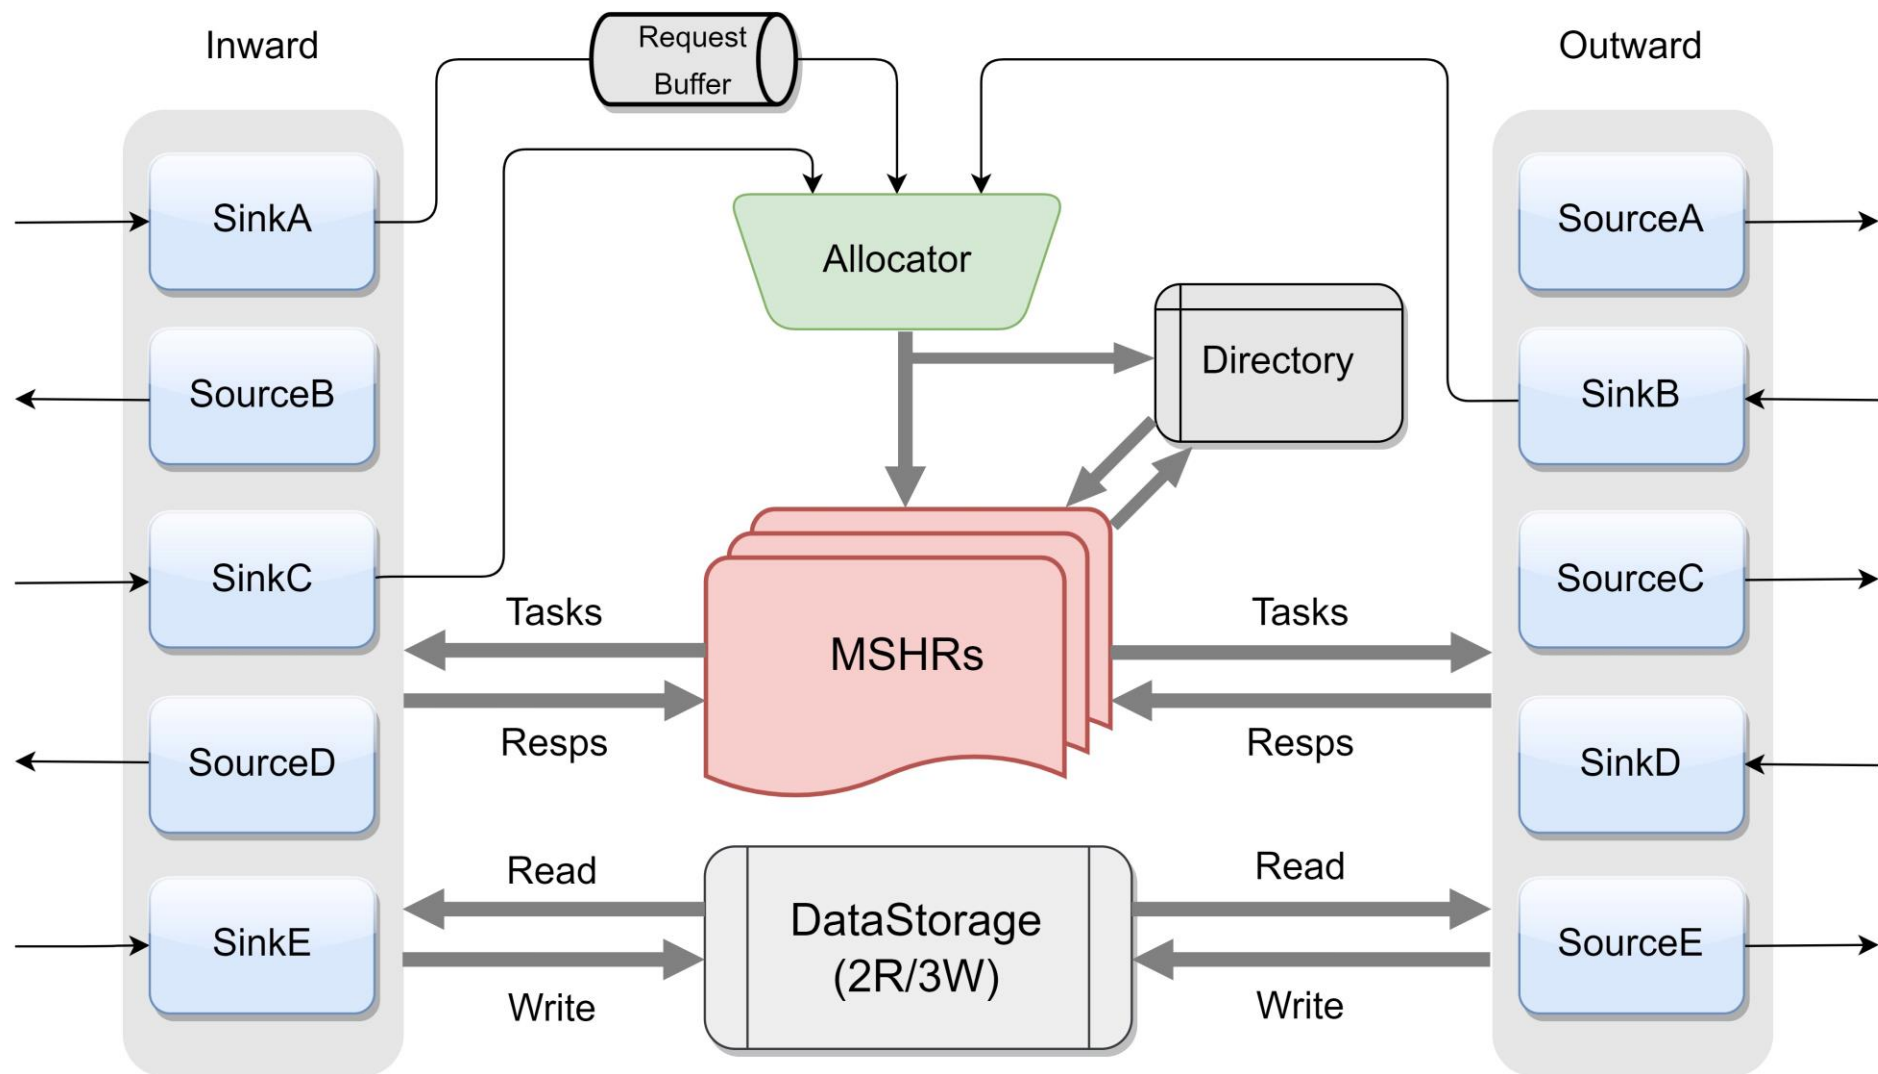 Inward
Request
Buffer
Outward
SinkA
Allocator
SourceA
SourceB
Directory
SinkB
SinkC
Tasks
MSHRs
Tasks
SourceC
Resps
Resps
SourceD
SinkD
Read
Read
DataStorage
(2R/3W)
SinkE
SourceE
Write
Write